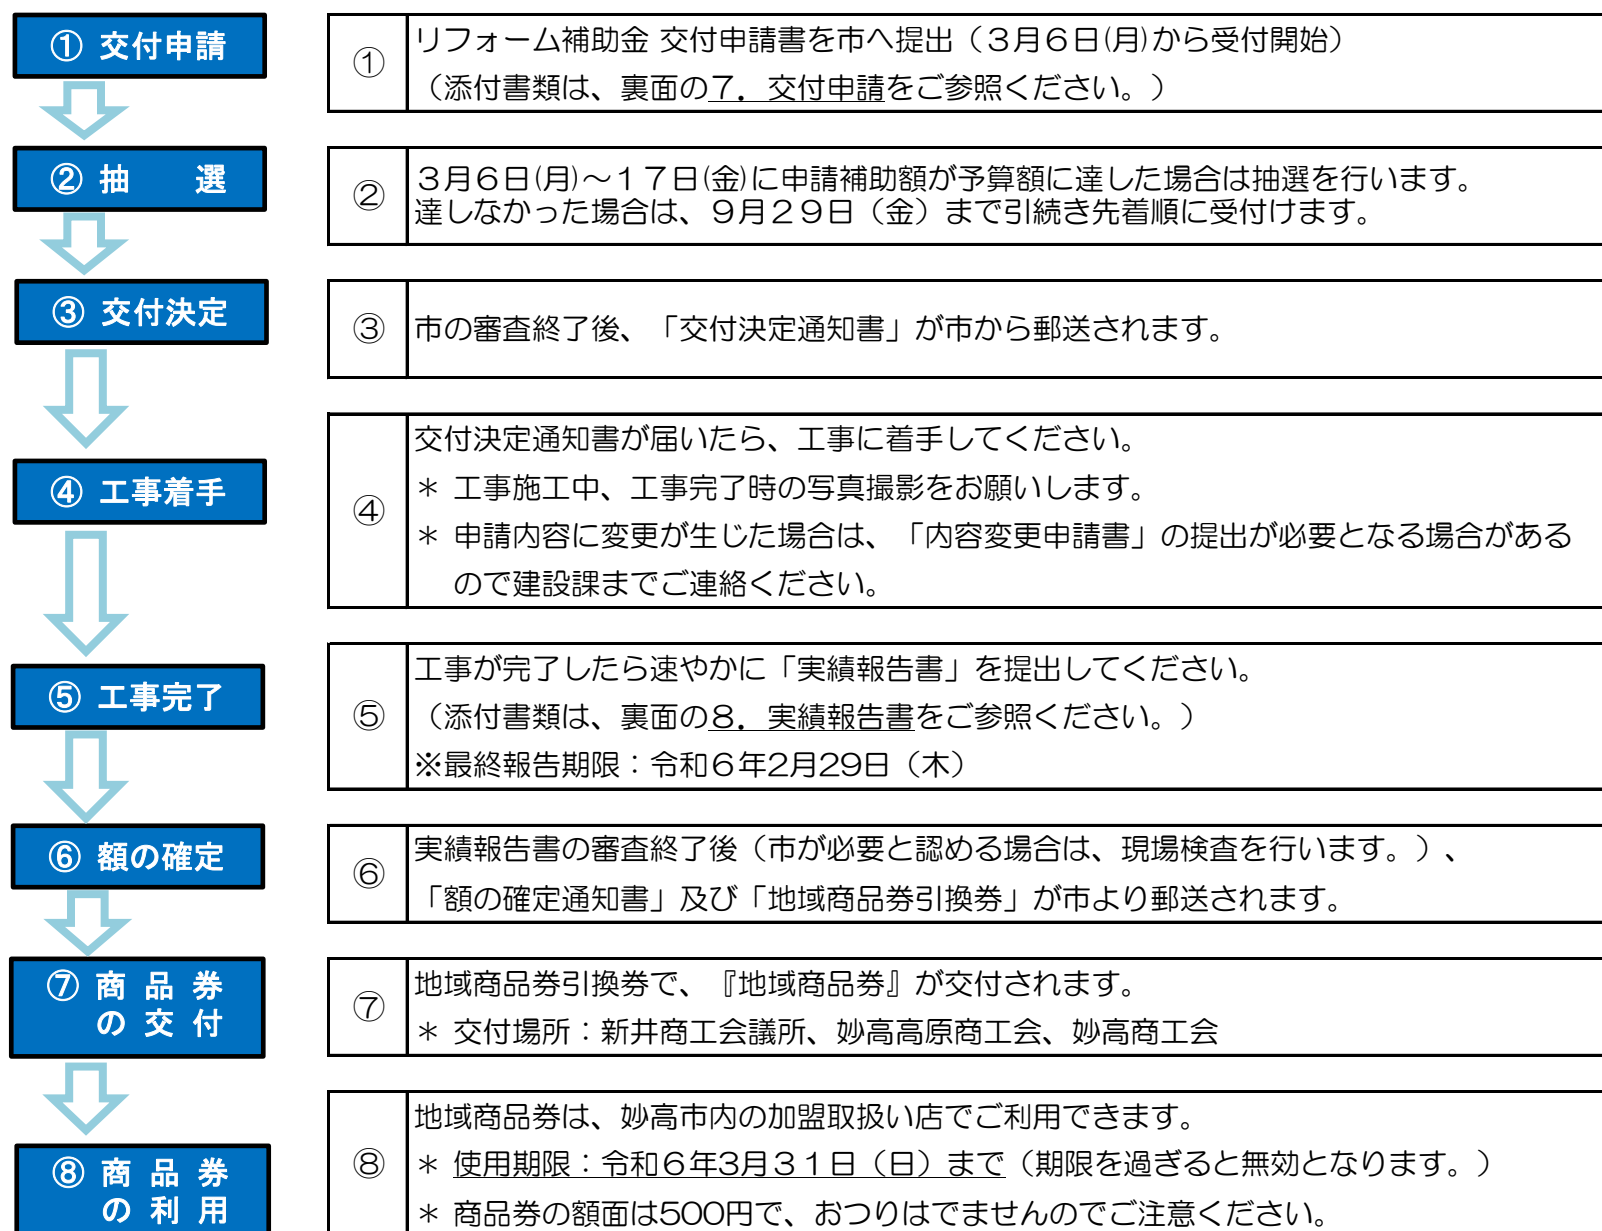 ① 交付申請
① リフォーム補助金 交付申請書を市へ提出（３月６日(月)から受付開始）
（添付書類は、裏面の７．交付申請をご参照ください。）
② 抽　　選
② ３月６日(月)～１７日(金)に申請補助額が予算額に達した場合は抽選を行います。
達しなかった場合は、９月２９日（金）まで引続き先着順に受付けます。
③ 交付決定
③ 市の審査終了後、「交付決定通知書」が市から郵送されます。
④ 工事着手
④ 交付決定通知書が届いたら、工事に着手してください。
＊ 工事施工中、工事完了時の写真撮影をお願いします。
＊ 申請内容に変更が生じた場合は、「内容変更申請書」の提出が必要となる場合がある
ので建設課までご連絡ください。
⑤ 工事完了
⑤ 工事が完了したら速やかに「実績報告書」を提出してください。
（添付書類は、裏面の８．実績報告書をご参照ください。）
※最終報告期限：令和６年2月29日（木）
⑥ 額の確定
⑥ 実績報告書の審査終了後（市が必要と認める場合は、現場検査を行います。）、
「額の確定通知書」及び「地域商品券引換券」が市より郵送されます。
⑦ 商 品 券
の 交 付
⑦ 地域商品券引換券で、『地域商品券』が交付されます。
＊ 交付場所：新井商工会議所、妙高高原商工会、妙高商工会
⑧ 商 品 券
の 利 用
⑧ 地域商品券は、妙高市内の加盟取扱い店でご利用できます。
＊ 使用期限：令和６年3月３１日（日）まで（期限を過ぎると無効となります。）
＊ 商品券の額面は500円で、おつりはでませんのでご注意ください。